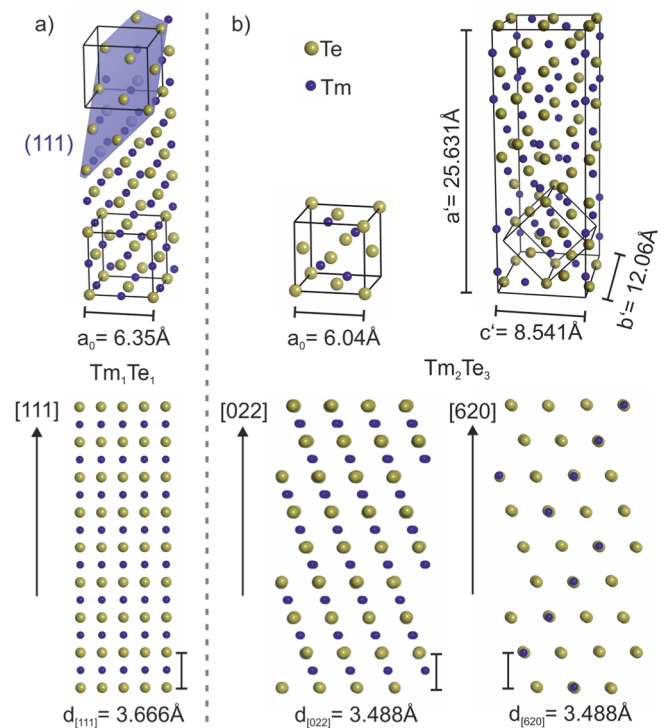 a)
(111)
a₀= 6.35Å
Tm₁Te₁
[111]
d[111] = 3.666Å
b)
Te
Tm
a₀= 6.04Å
a'= 25.631Å
b'= 12.06Å
c'= 8.541Å
Tm₂Te₃
[022]
d[022] = 3.488Å
[620]
d[620] = 3.488Å